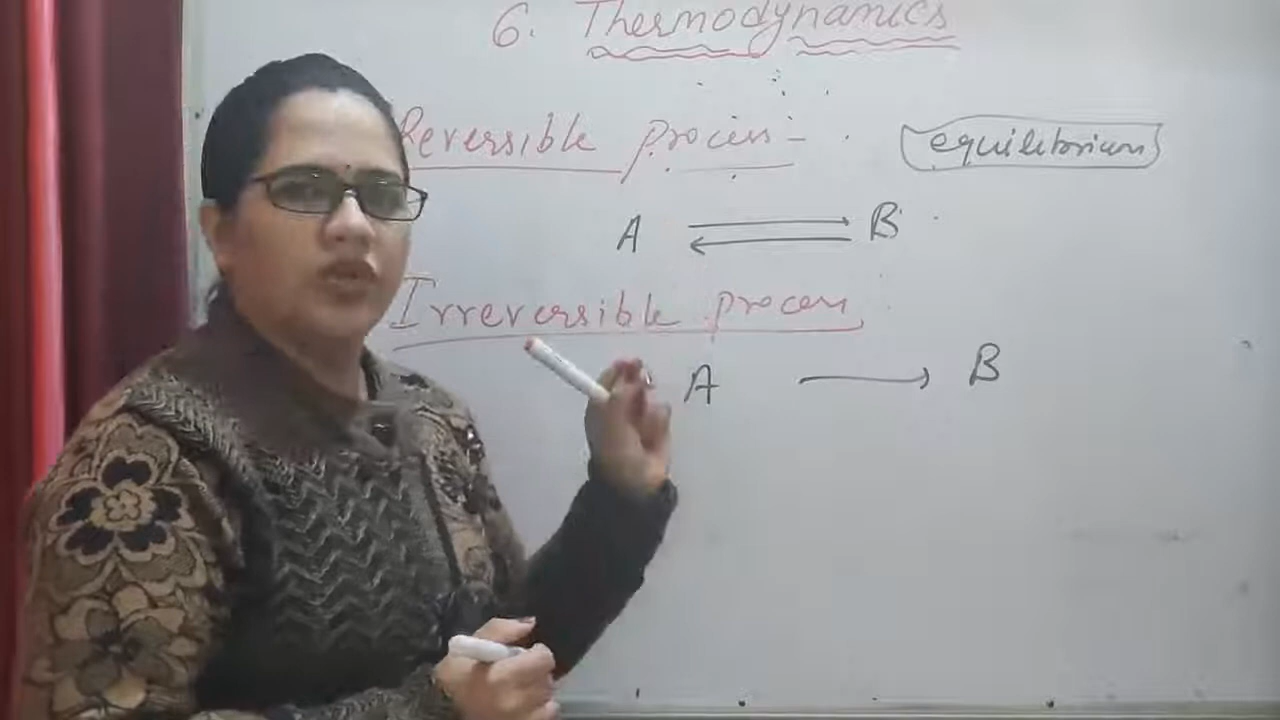 6. Thermodynamics
Reversible process - equilibrium
A ⇌ B
Irreversible process
A → B